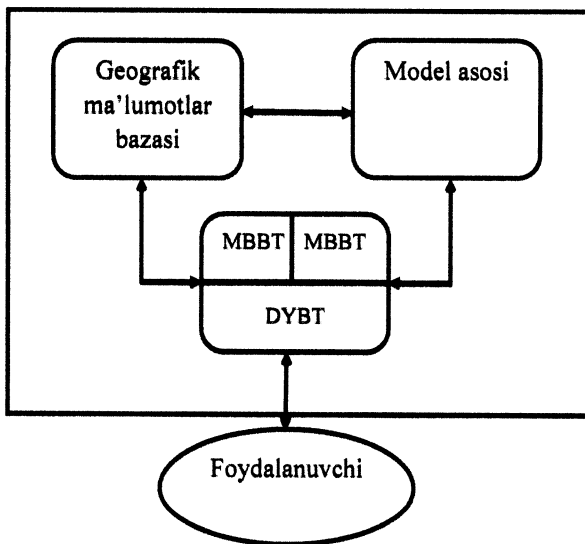 Geografik
ma’lumotlar
bazasi
Model asosi
MBBT
MBBT
DYBT
Foydalanuvchi